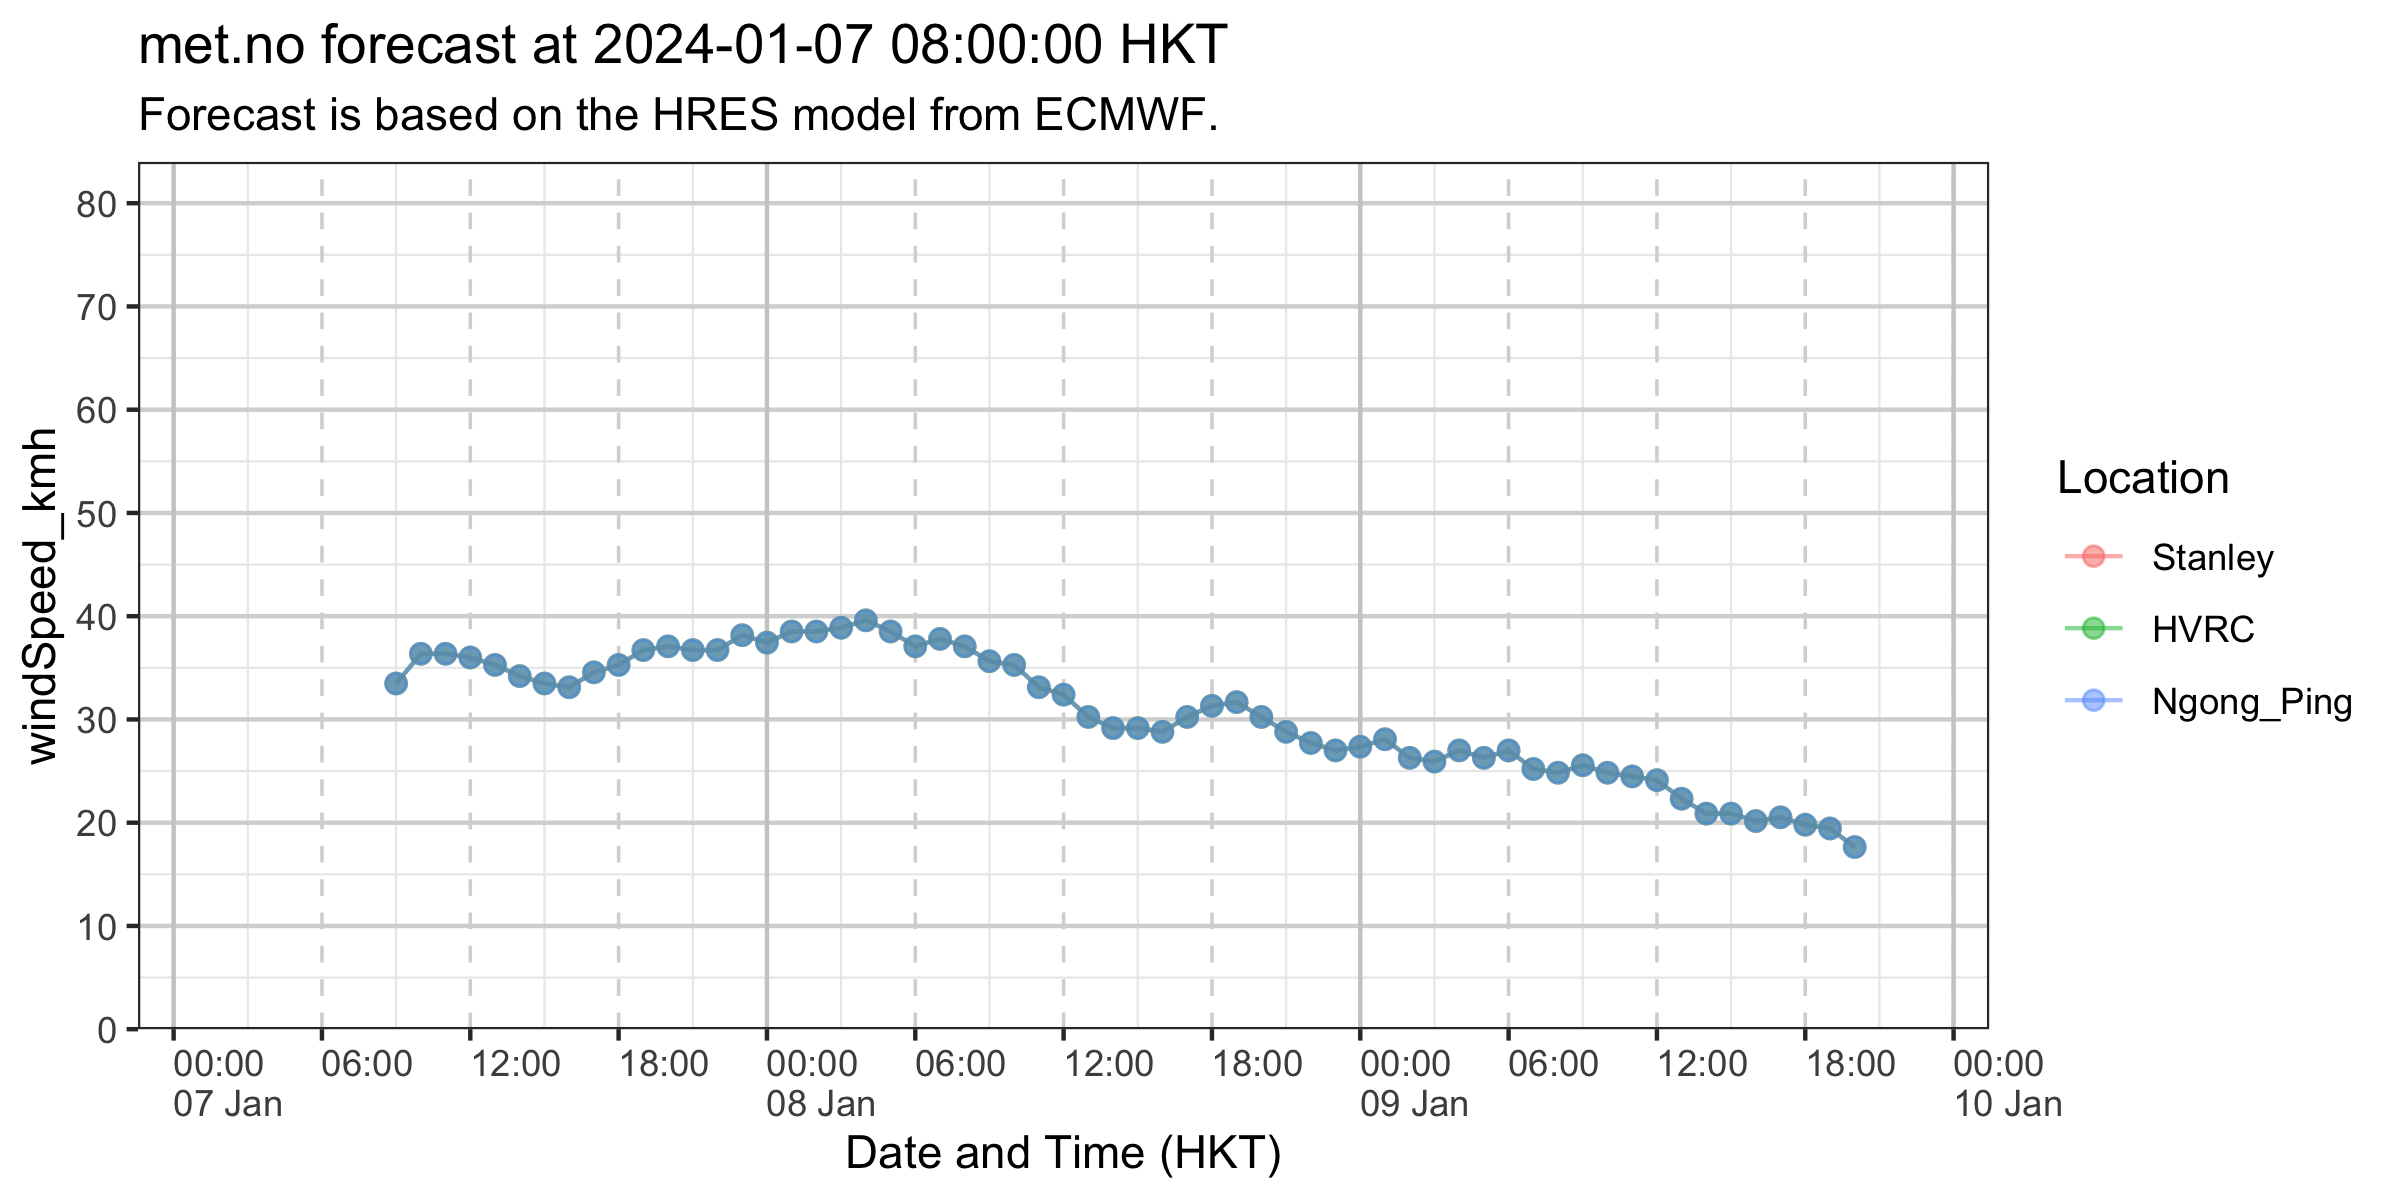 met.no forecast at 2024-01-07 08:00:00 HKT
Forecast is based on the HRES model from ECMWF.
windSpeed_kmh
80
70
60
50
40
30
20
10
0
00:00 06:00 12:00 18:00 00:00 06:00 12:00 18:00 00:00 06:00 12:00 18:00 00:00
07 Jan 08 Jan 09 Jan 10 Jan
Date and Time (HKT)
Location
Stanley
HVRC
Ngong_Ping